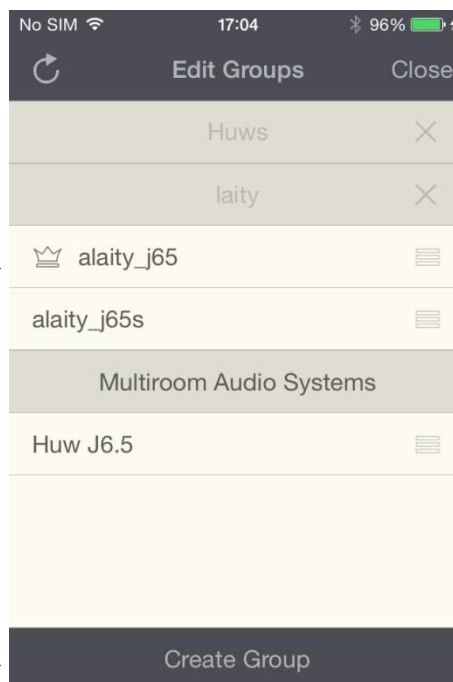 No SIM 17:04 96%
Edit Groups Close
Huws
laity
alaity_j65
alaity_j65s
Multiroom Audio Systems
Huw J6.5
Create Group